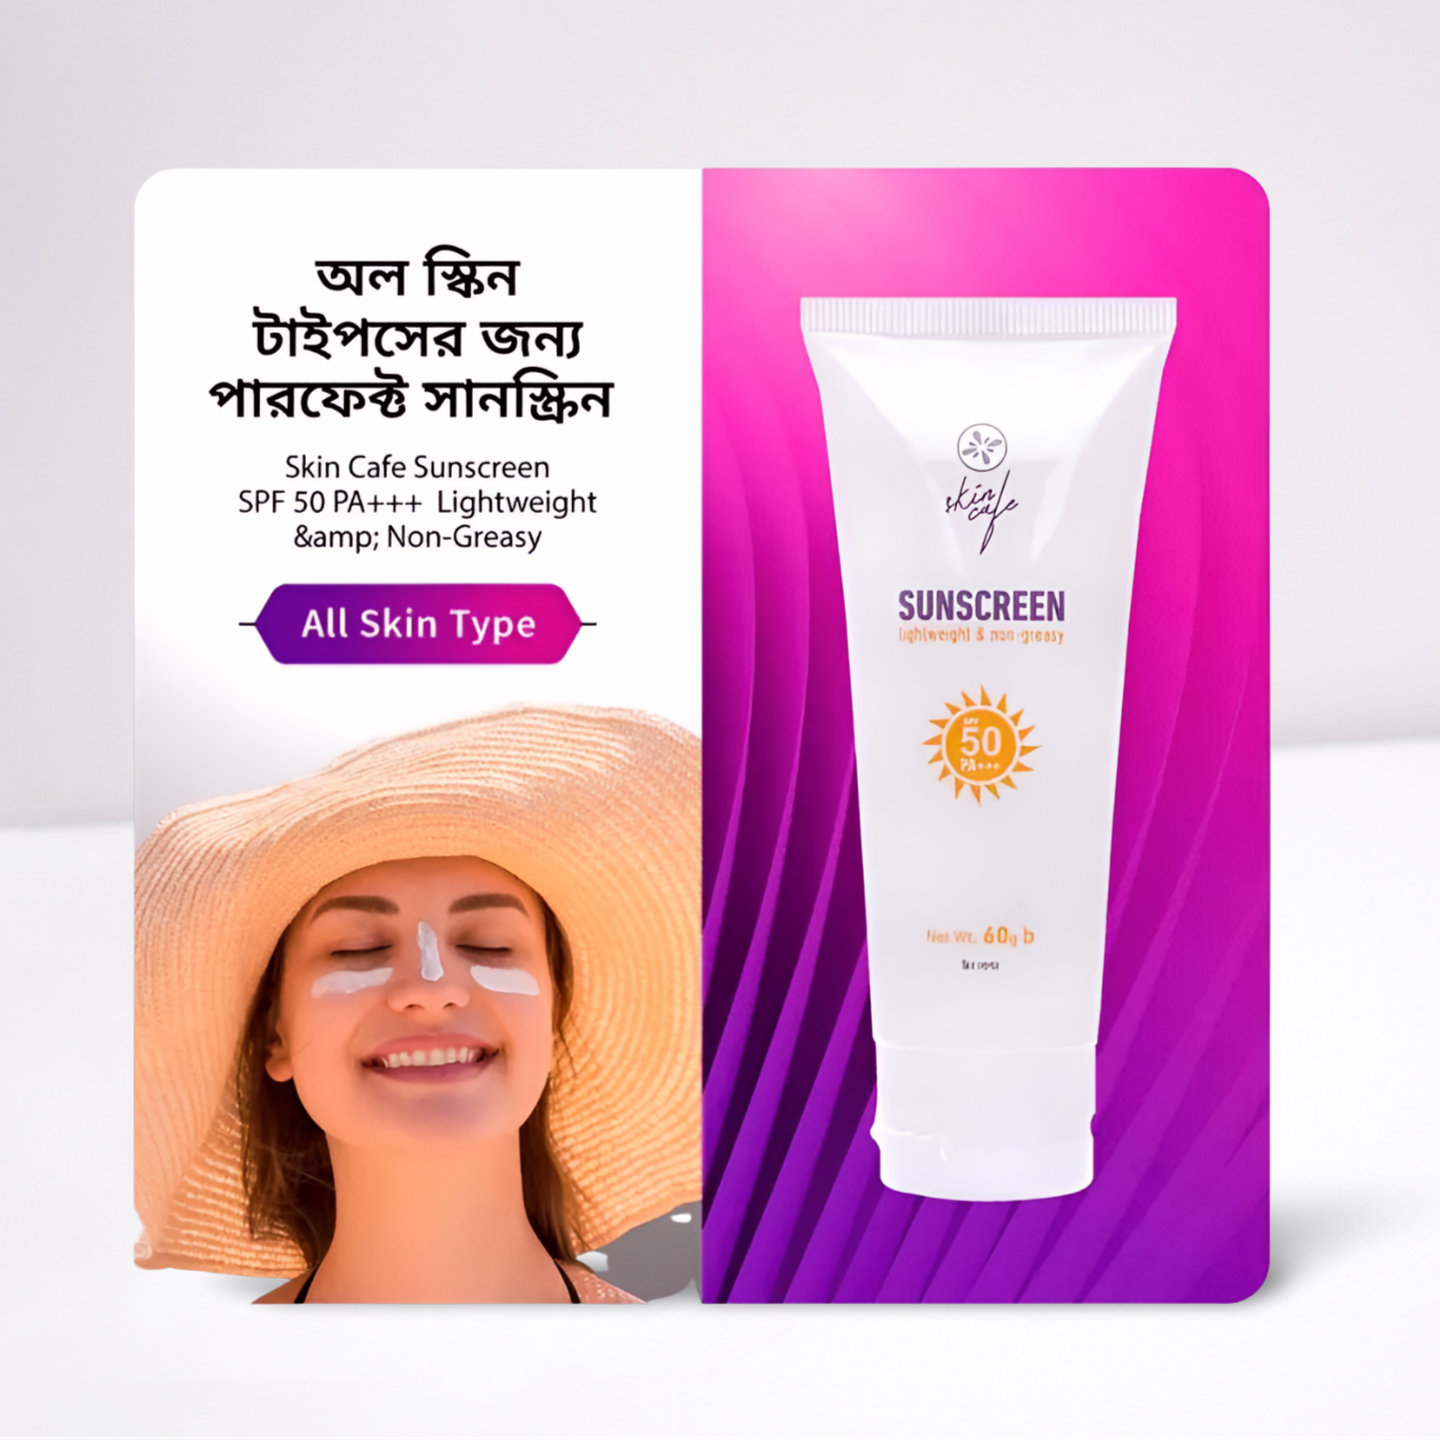 অল স্কিন
টাইপসের জন্য
পারফেক্ট সানস্ক্রিন
Skin Cafe Sunscreen
SPF 50 PA+++ Lightweight
&amp; Non-Greasy
All Skin Type
skin
cafe
SUNSCREEN
lightweight & non-greasy
SPF
50
PA+++
Net Wt. 60g b